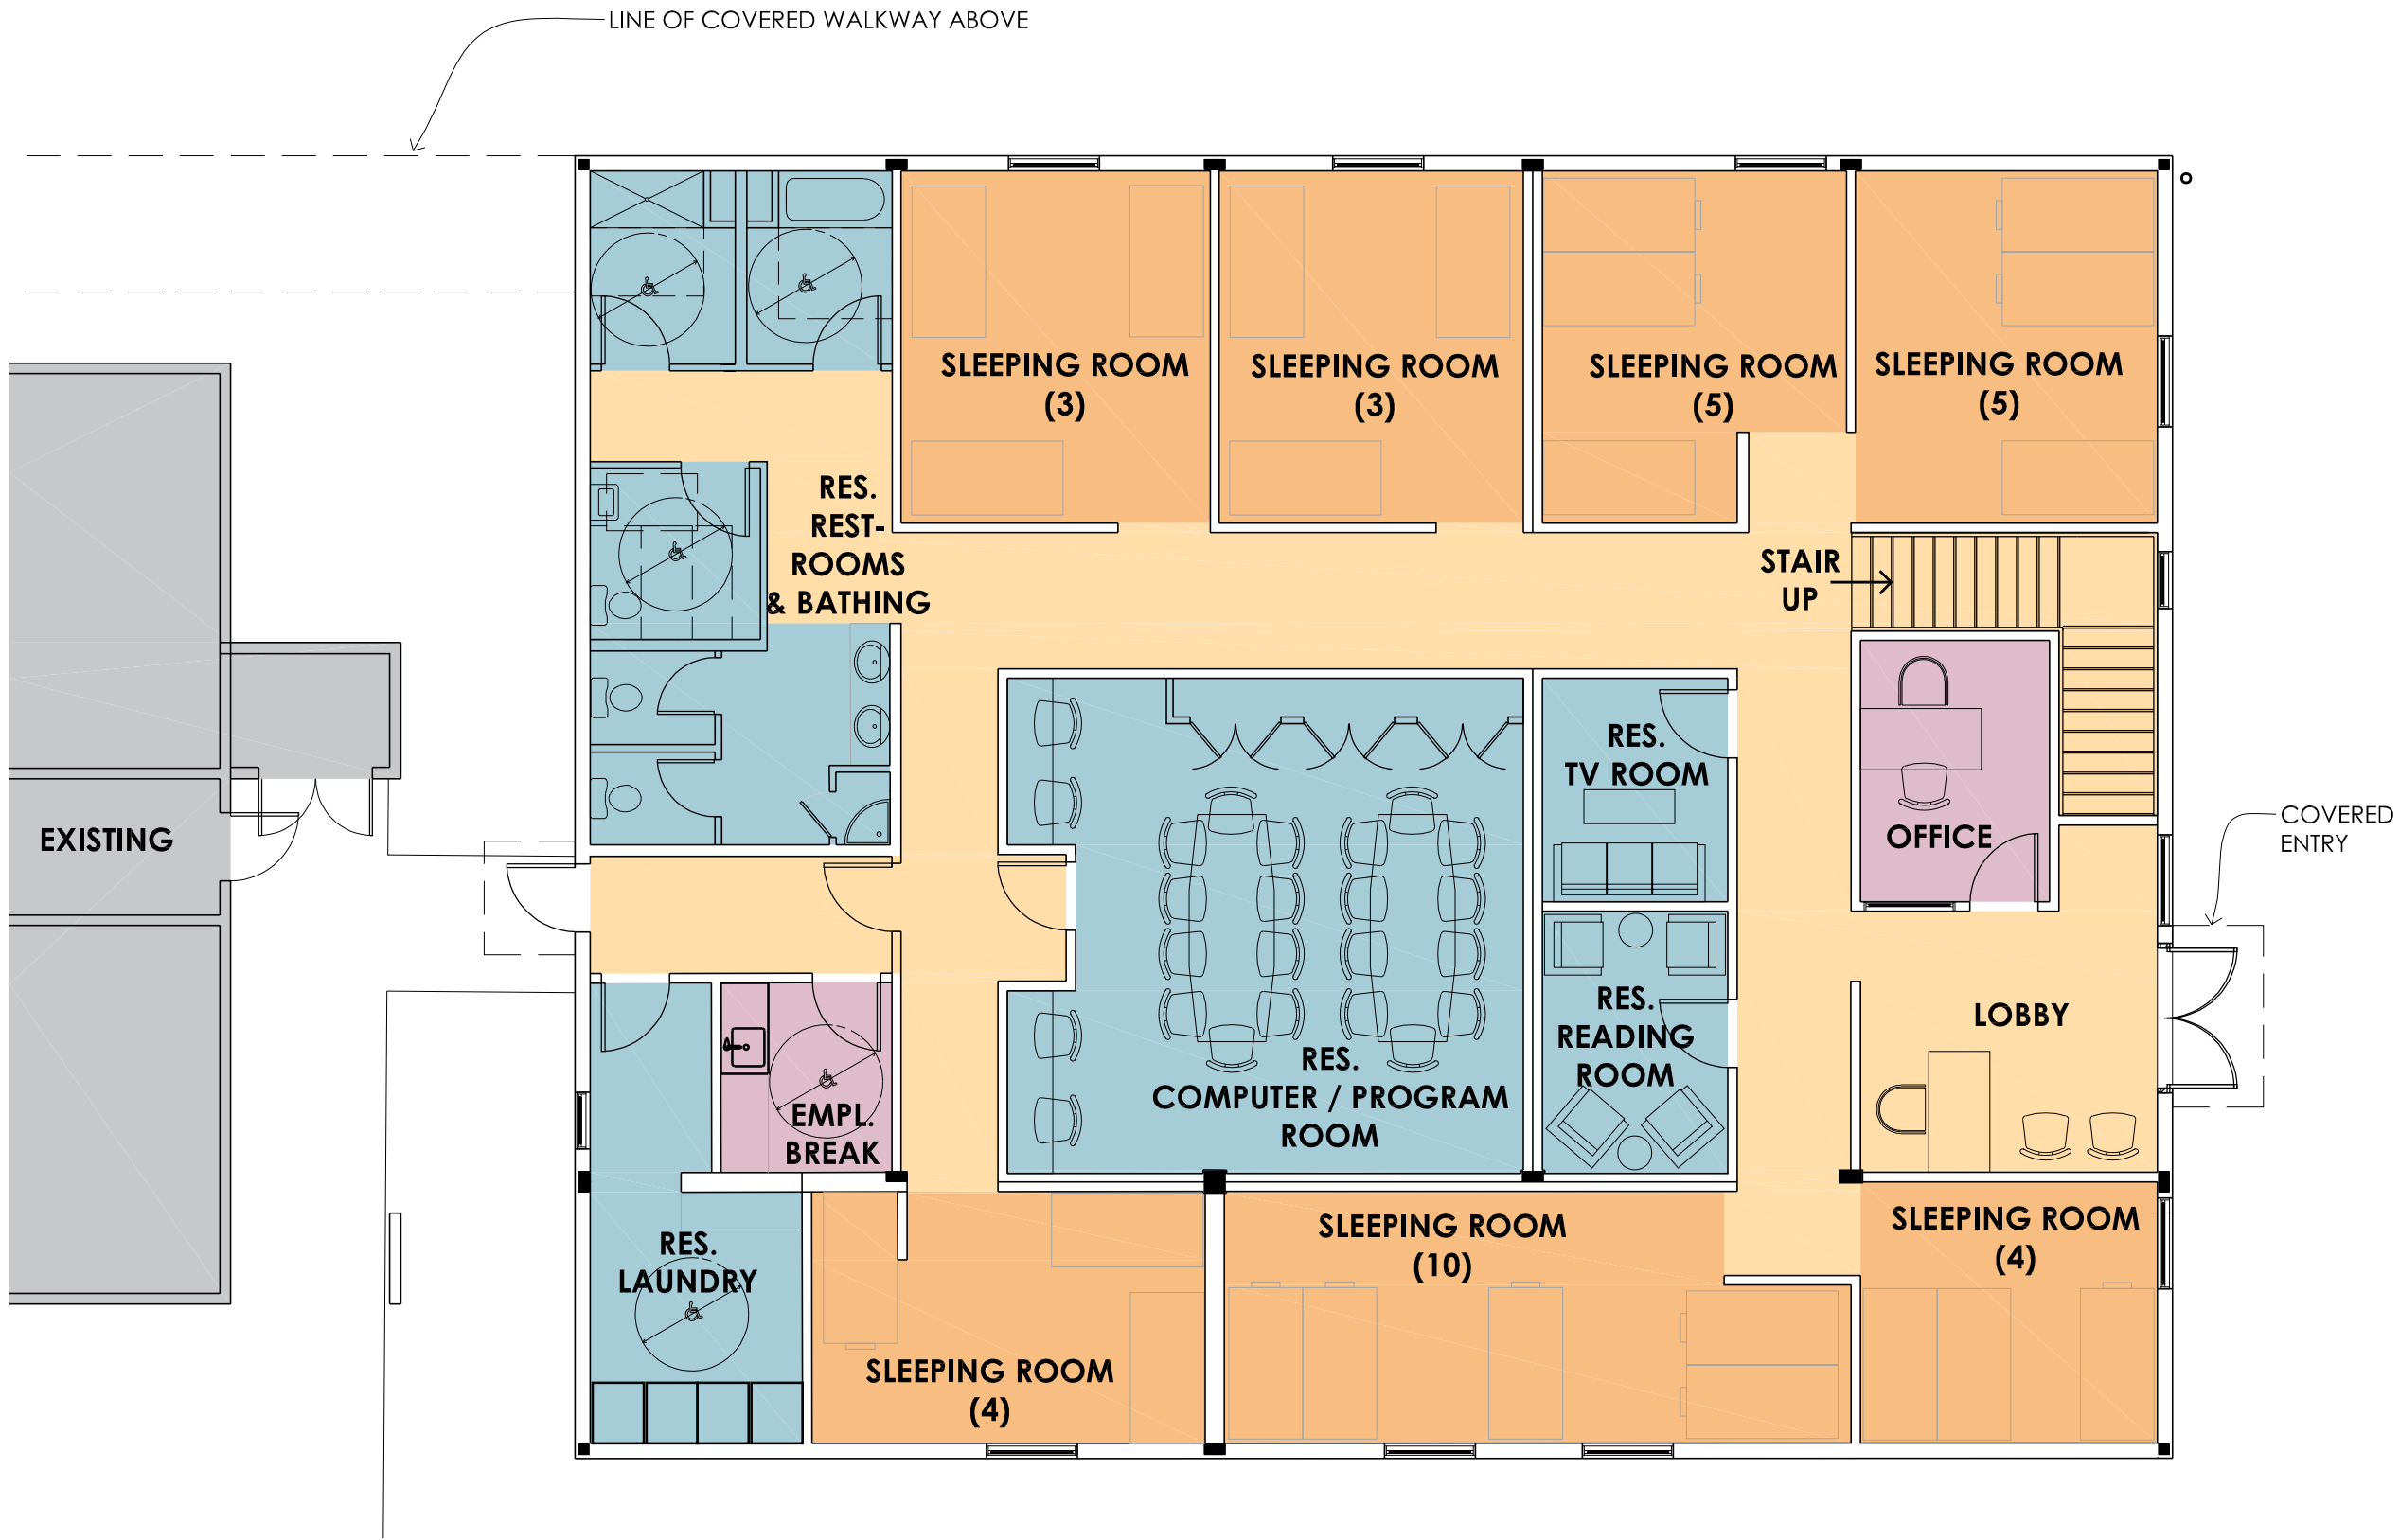 LINE OF COVERED WALKWAY ABOVE
SLEEPING ROOM
(3)
SLEEPING ROOM
(3)
SLEEPING ROOM
(5)
SLEEPING ROOM
(5)
RES.
REST-
ROOMS
& BATHING
STAIR
UP
RES.
TV ROOM
OFFICE
EXISTING
COVERED
ENTRY
RES.
READING
ROOM
LOBBY
RES.
COMPUTER / PROGRAM
ROOM
EMPL.
BREAK
RES.
LAUNDRY
SLEEPING ROOM
(4)
SLEEPING ROOM
(10)
SLEEPING ROOM
(4)